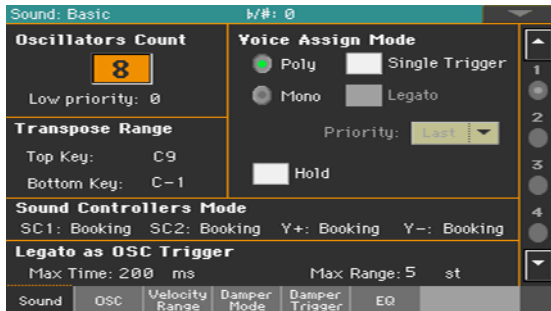 Sound: Basic b/#: 0
Oscillators Count
8
Low priority: 0
Voice Assign Mode
Poly Single Trigger
Mono Legato
Priority: Last
Hold
Transpose Range
Top Key: C9
Bottom Key: C-1
Sound Controllers Mode
SC1: Booking SC2: Booking Y+: Booking Y-: Booking
Legato as OSC Trigger
Max Time: 200 ms Max Range: 5 st
1
2
3
4
Sound OSC Velocity Range Damper Mode Damper Trigger EQ